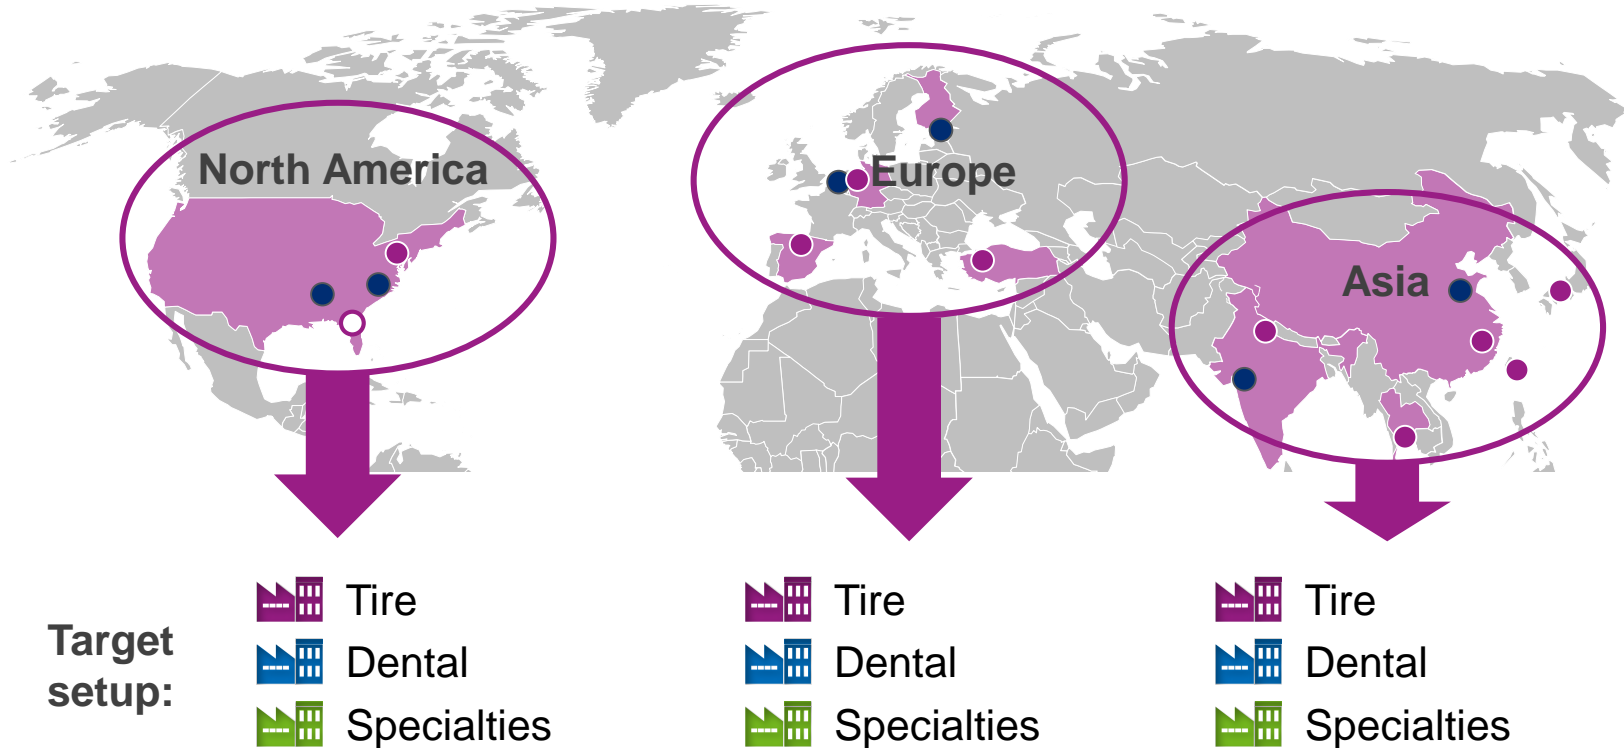 North America
Europe
Asia
Target
setup:
Tire
Dental
Specialties
Tire
Dental
Specialties
Tire
Dental
Specialties